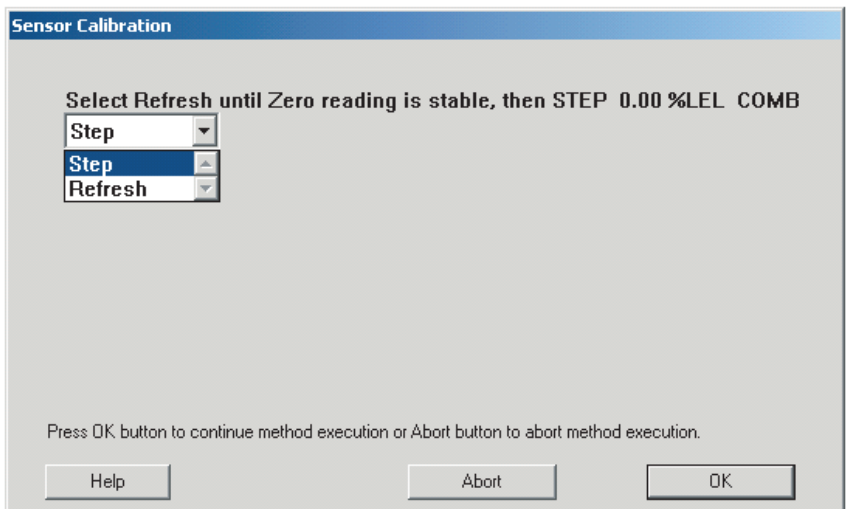 Sensor Calibration
Select Refresh until Zero reading is stable, then STEP 0.00 %LEL COMB
Step
Step
Refresh
Press OK button to continue method execution or Abort button to abort method execution.
Help Abort OK